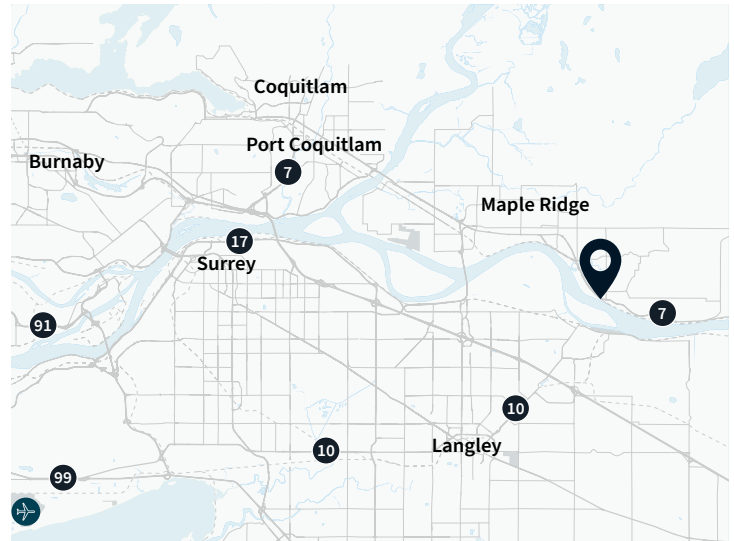 Coquitlam
Port Coquitlam
Burnaby
7
Maple Ridge
17
Surrey
7
91
10
Langley
10
99